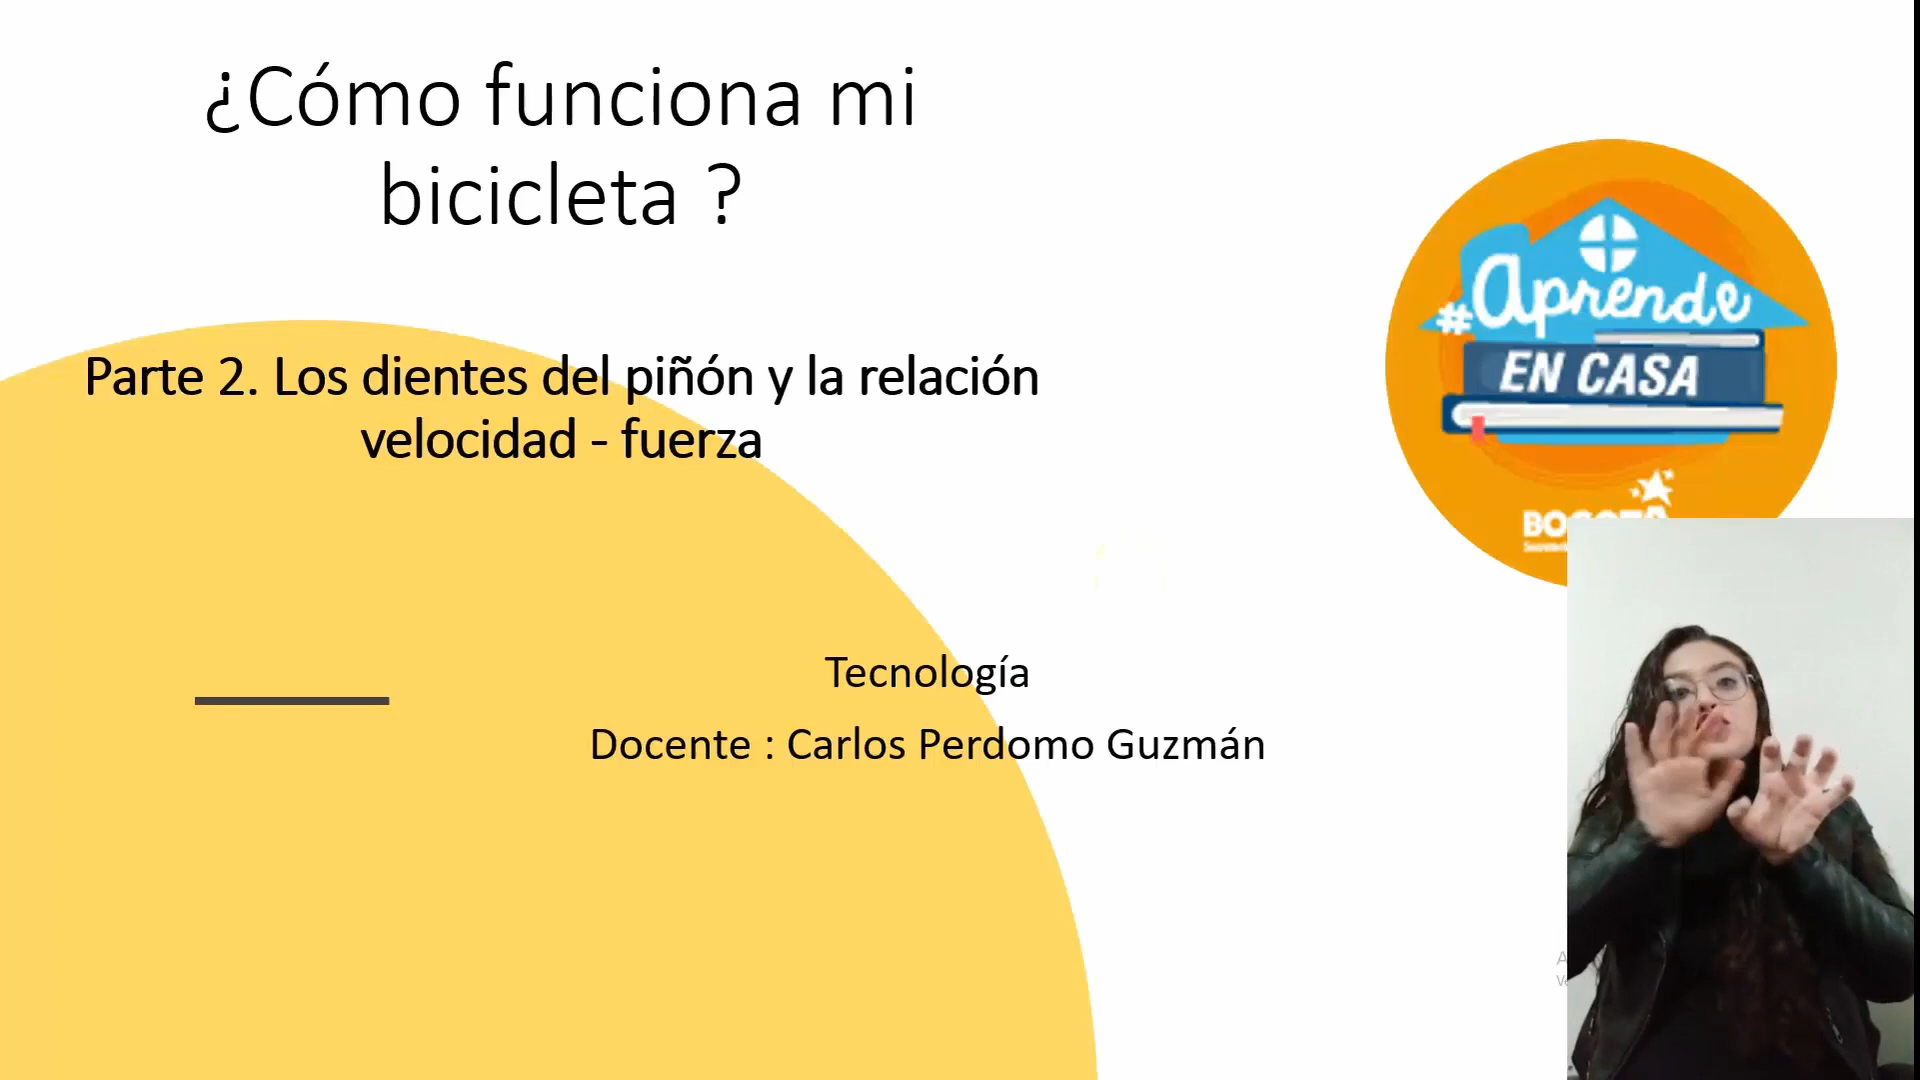 ¿Cómo funciona mi
bicicleta ?
Parte 2. Los dientes del piñón y la relación
velocidad - fuerza
#Aprende
EN CASA
Tecnología
Docente : Carlos Perdomo Guzmán